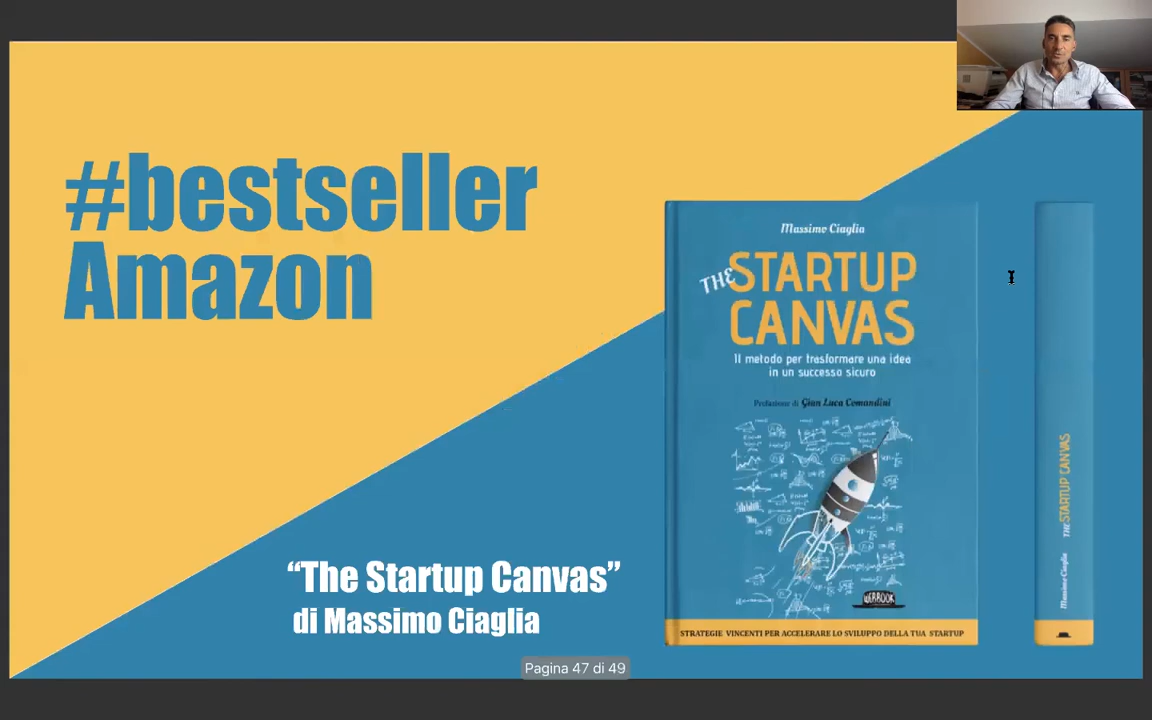 #bestseller
Amazon
Massimo Ciaglia
THE STARTUP
CANVAS
Il metodo per trasformare una idea
in un successo sicuro
Prefazione di Gian Luca Comandini
WEBBOOK
STRATEGIE VINCENTI PER ACCELERARE LO SVILUPPO DELLA TUA STARTUP
Massimo Ciaglia THE STARTUP CANVAS
“The Startup Canvas”
di Massimo Ciaglia
Pagina 47 di 49